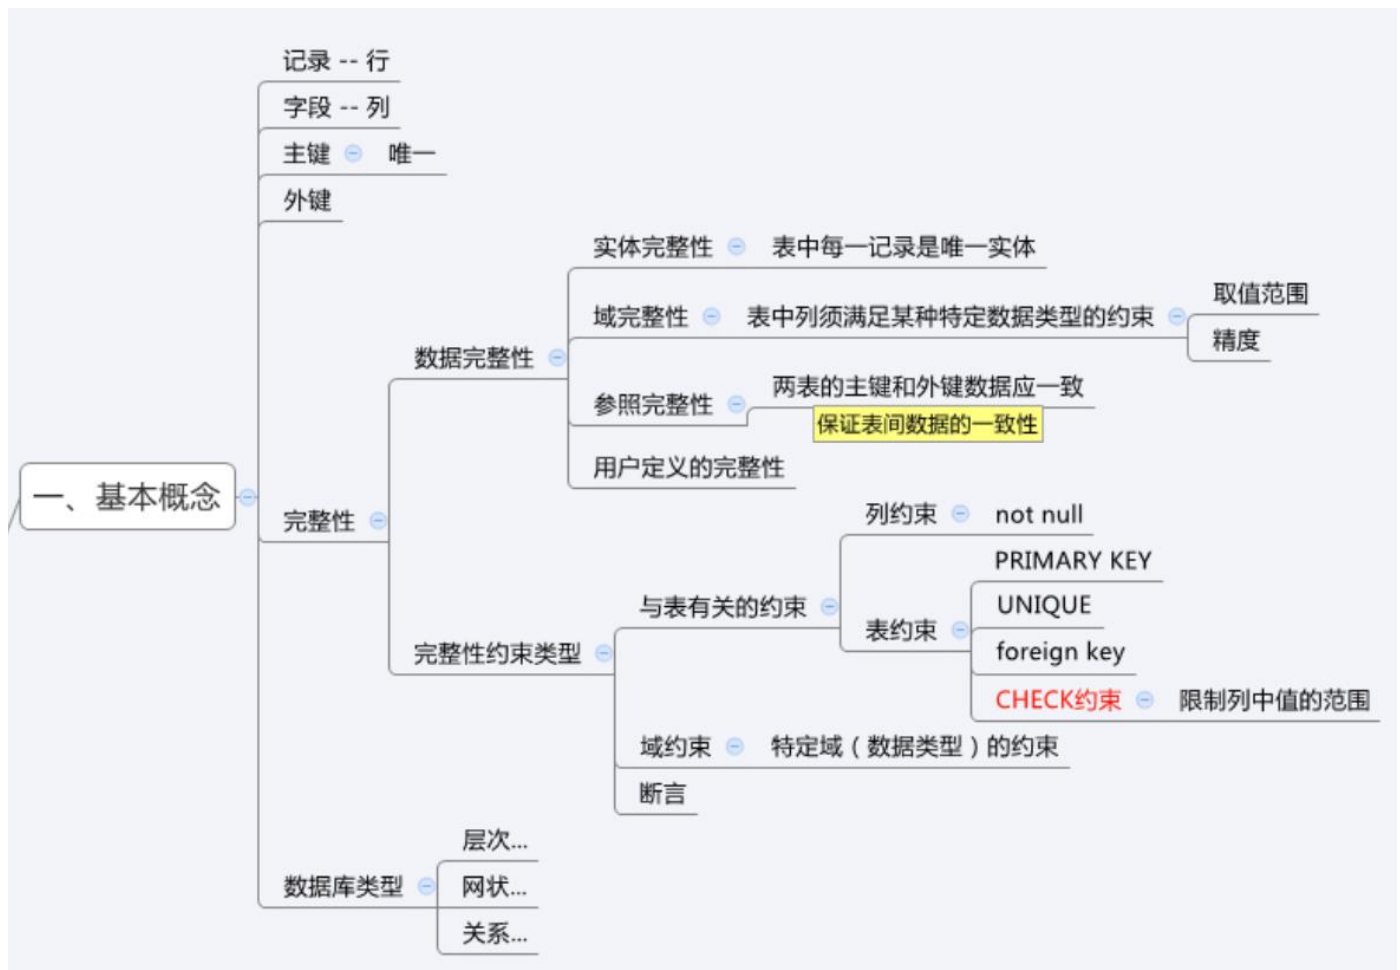 记录 -- 行
字段 -- 列
主键 唯一
外键
实体完整性 表中每一记录是唯一实体
取值范围
域完整性 表中列须满足某种特定数据类型的约束
精度
数据完整性
两表的主键和外键数据应一致
参照完整性
保证表间数据的一致性
用户定义的完整性
一、基本概念
完整性
列约束 not null
PRIMARY KEY
与表有关的约束
UNIQUE
表约束
完整性约束类型
foreign key
CHECK约束 限制列中值的范围
域约束 特定域（数据类型）的约束
断言
层次...
数据库类型
网状...
关系...